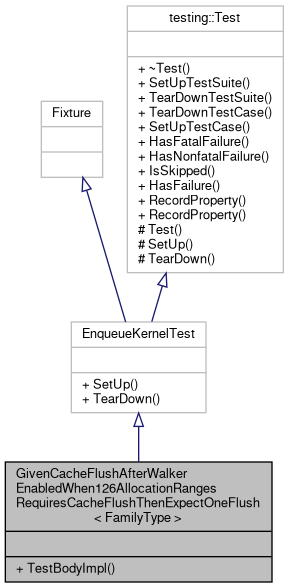 testing::Test
+ ~Test()
+ SetUpTestSuite()
+ TearDownTestSuite()
+ TearDownTestCase()
+ SetUpTestCase()
+ HasFatalFailure()
+ HasNonfatalFailure()
+ IsSkipped()
+ HasFailure()
+ RecordProperty()
+ RecordProperty()
# Test()
# SetUp()
# TearDown()
Fixture
EnqueueKernelTest
+ SetUp()
+ TearDown()
GivenCacheFlushAfterWalker
EnabledWhen126AllocationRanges
RequiresCacheFlushThenExpectOneFlush
< FamilyType >
+ TestBodyImpl()